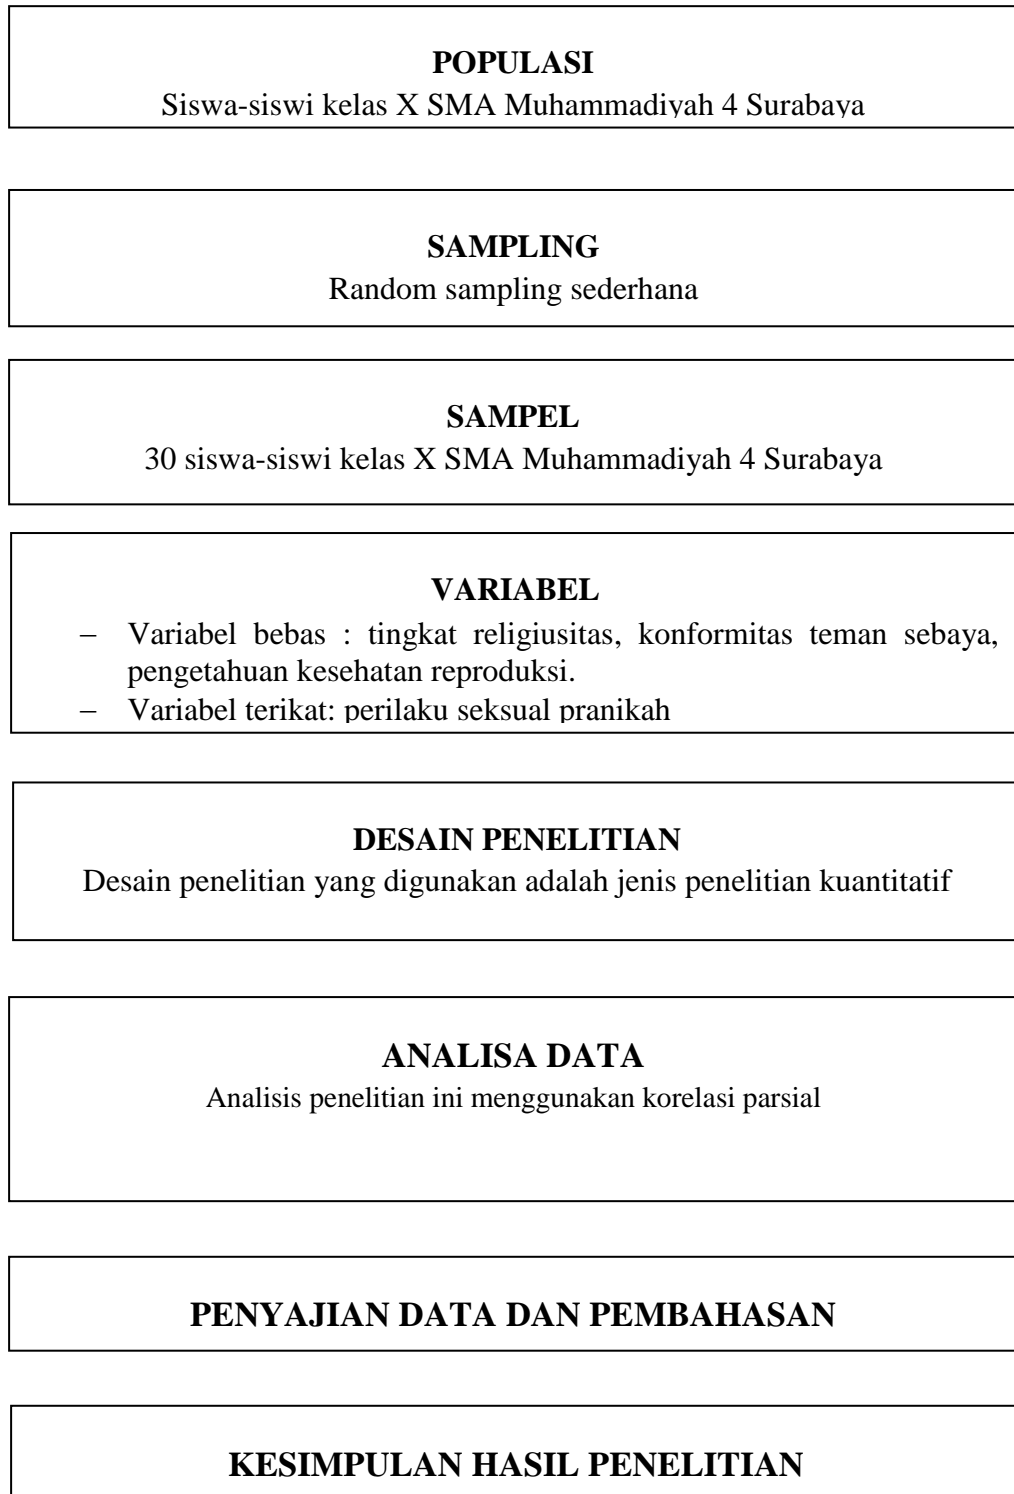 POPULASI
Siswa-siswi kelas X SMA Muhammadiyah 4 Surabaya
SAMPLING
Random sampling sederhana
SAMPEL
30 siswa-siswi kelas X SMA Muhammadiyah 4 Surabaya
VARIABEL
– Variabel bebas : tingkat religiusitas, konformitas teman sebaya,
pengetahuan kesehatan reproduksi.
– Variabel terikat: perilaku seksual pranikah
DESAIN PENELITIAN
Desain penelitian yang digunakan adalah jenis penelitian kuantitatif
ANALISA DATA
Analisis penelitian ini menggunakan korelasi parsial
PENYAJIAN DATA DAN PEMBAHASAN
KESIMPULAN HASIL PENELITIAN